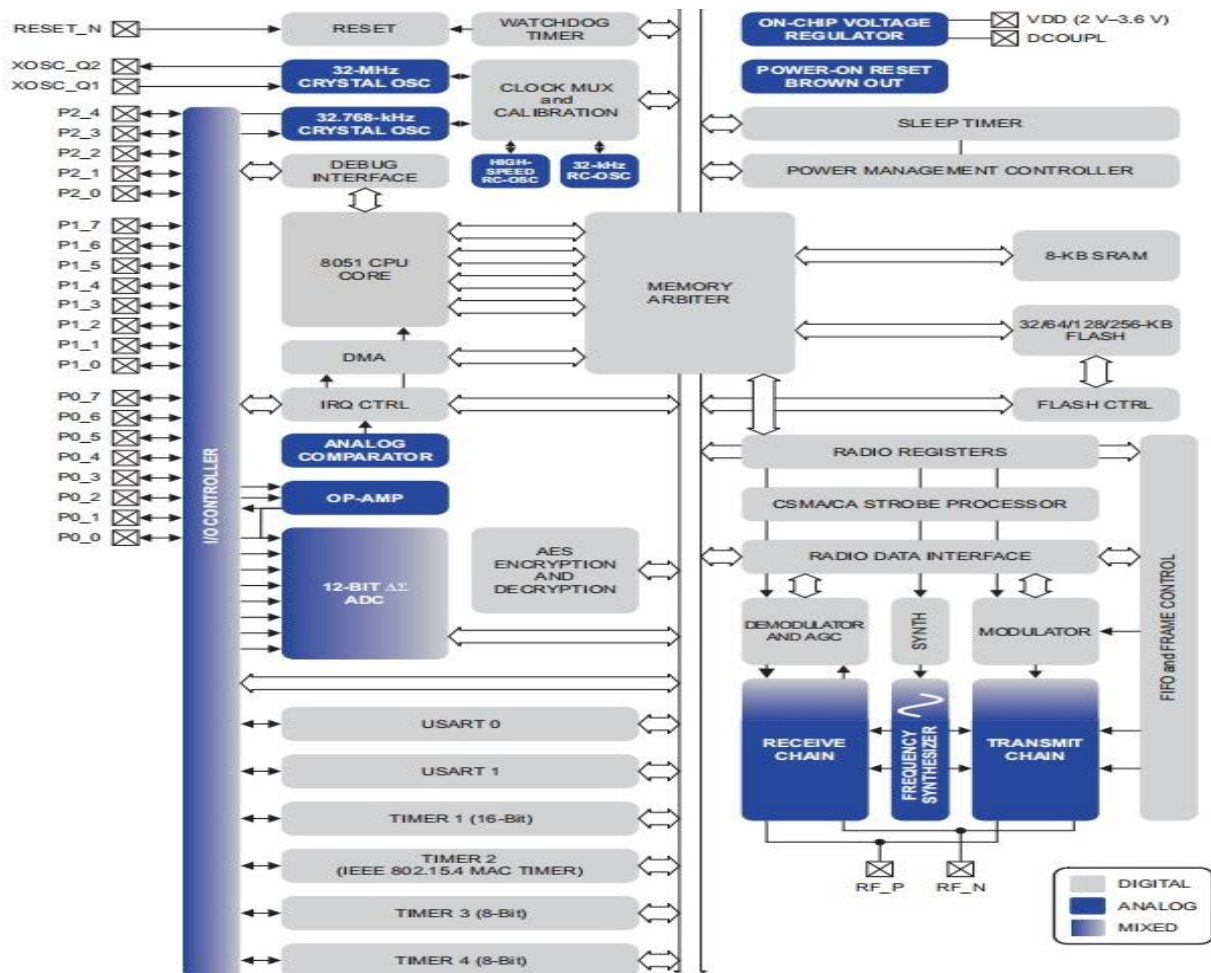 RESET_N
RESET
WATCHDOG
TIMER
ON-CHIP VOLTAGE
REGULATOR
VDD (2 V–3.6 V)
DCOUPL
XOSC_Q2
XOSC_Q1
32-MHz
CRYSTAL OSC
CLOCK MUX
and
CALIBRATION
POWER-ON RESET
BROWN OUT
P2_4
P2_3
P2_2
P2_1
P2_0
32.768-kHz
CRYSTAL OSC
SLEEP TIMER
DEBUG
INTERFACE
HIGH-
SPEED
RC-OSC
32-kHz
RC-OSC
POWER MANAGEMENT CONTROLLER
P1_7
P1_6
P1_5
P1_4
P1_3
P1_2
P1_1
P1_0
8051 CPU
CORE
MEMORY
ARBITER
8-KB SRAM
32/64/128/256-KB
FLASH
DMA
P0_7
P0_6
P0_5
P0_4
P0_3
P0_2
P0_1
P0_0
I/O CONTROLLER
IRQ CTRL
FLASH CTRL
ANALOG
COMPARATOR
RADIO REGISTERS
OP-AMP
CSMA/CA STROBE PROCESSOR
12-BIT ΔΣ
ADC
AES
ENCRYPTION
AND
DECRYPTION
RADIO DATA INTERFACE
DEMODULATOR
AND AGC
SYNTH
MODULATOR
FIFO and FRAME CONTROL
RECEIVE
CHAIN
FREQUENCY
SYNTHESIZER
TRANSMIT
CHAIN
USART 0
USART 1
TIMER 1 (16-Bit)
TIMER 2
(IEEE 802.15.4 MAC TIMER)
TIMER 3 (8-Bit)
TIMER 4 (8-Bit)
RF_P
RF_N
DIGITAL
ANALOG
MIXED